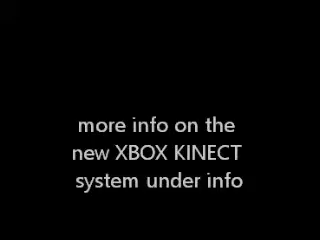 more info on the
new XBOX KINECT
system under info